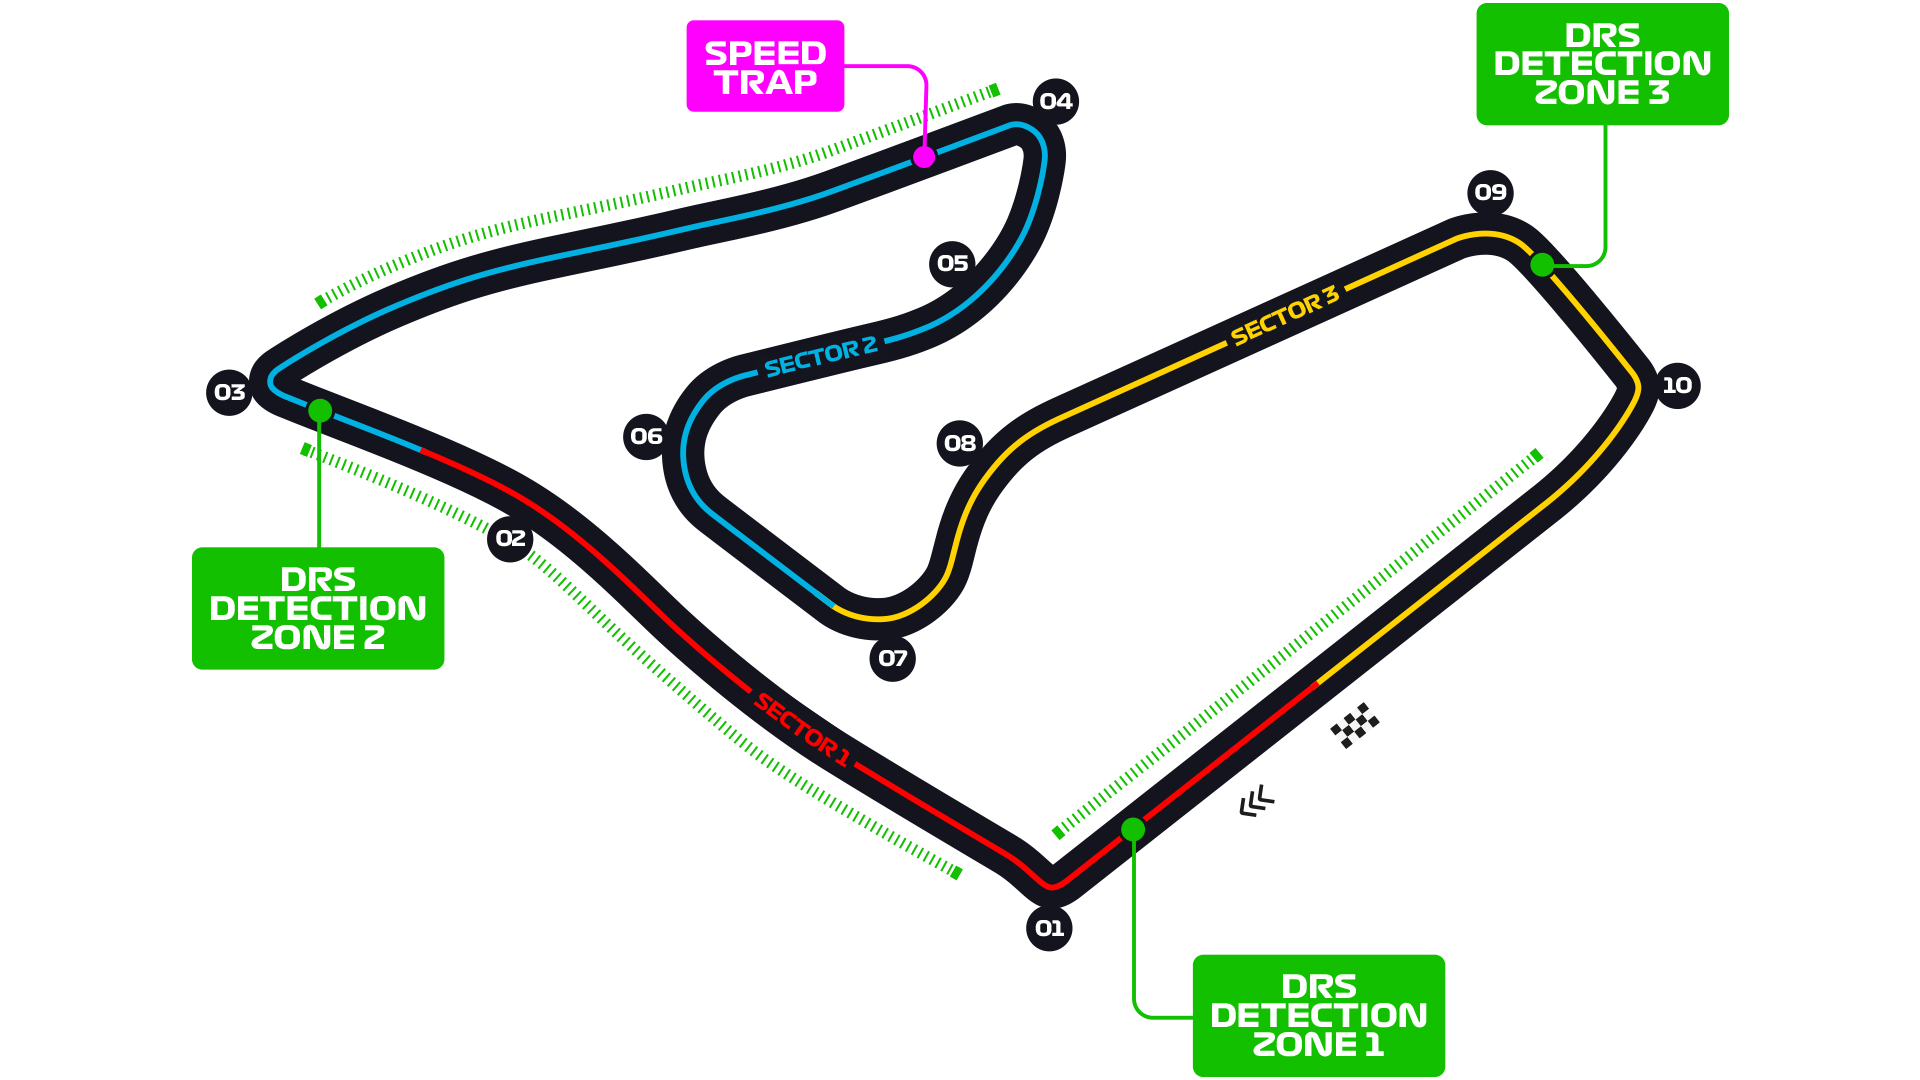 SPEED
TRAP
DRS
DETECTION
ZONE 3
04
09
05
SECTOR 3
SECTOR 2
03
10
06
08
02
DRS
DETECTION
ZONE 2
07
SECTOR 1
01
DRS
DETECTION
ZONE 1